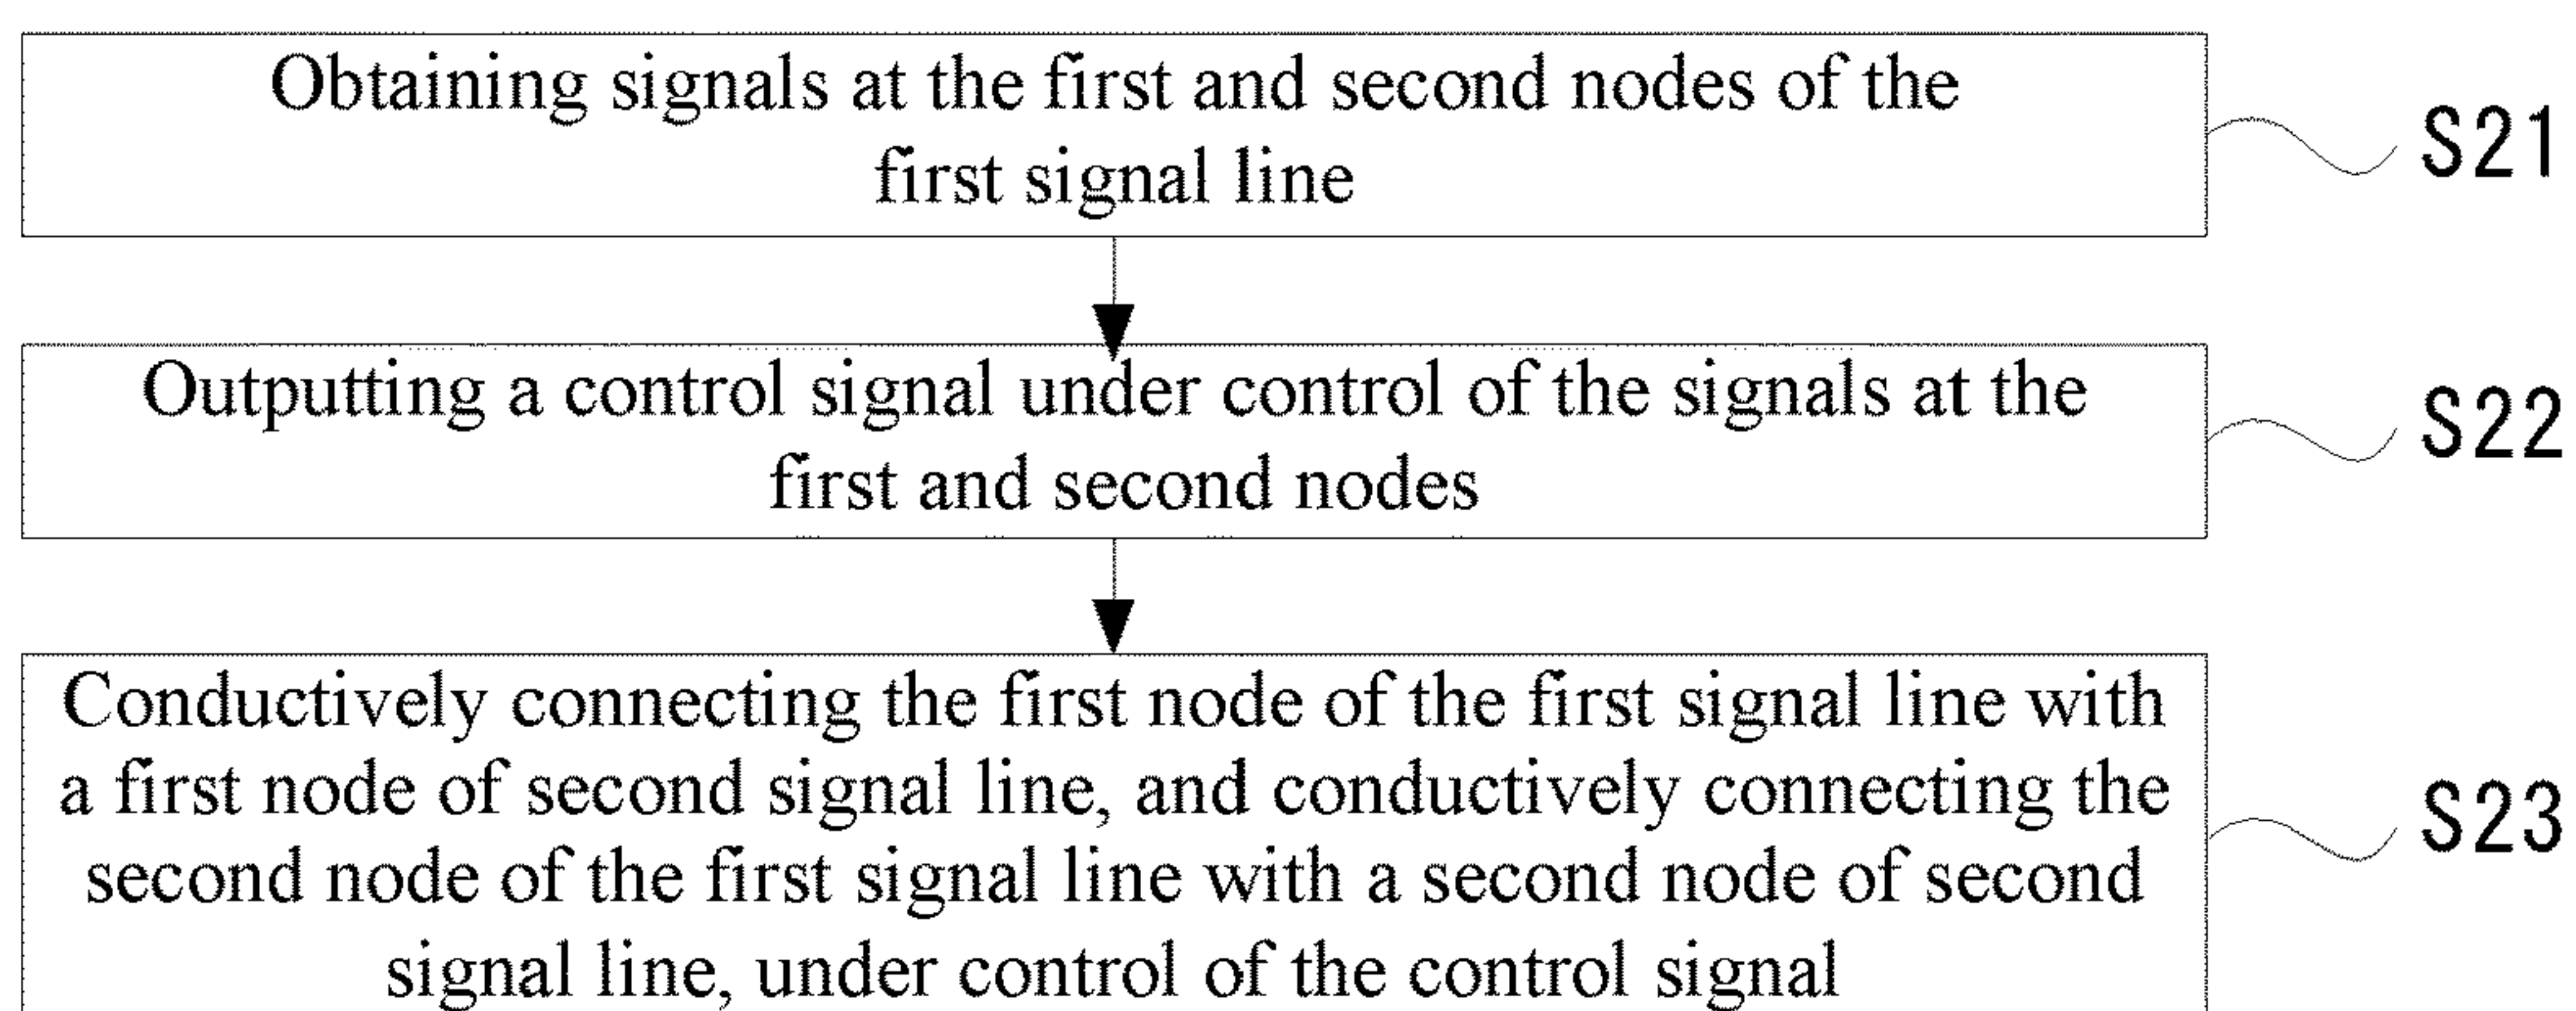 Obtaining signals at the first and second nodes of the
first signal line
S21
Outputting a control signal under control of the signals at the
first and second nodes
S22
Conductively connecting the first node of the first signal line with
a first node of second signal line, and conductively connecting the
second node of the first signal line with a second node of second
signal line, under control of the control signal
S23